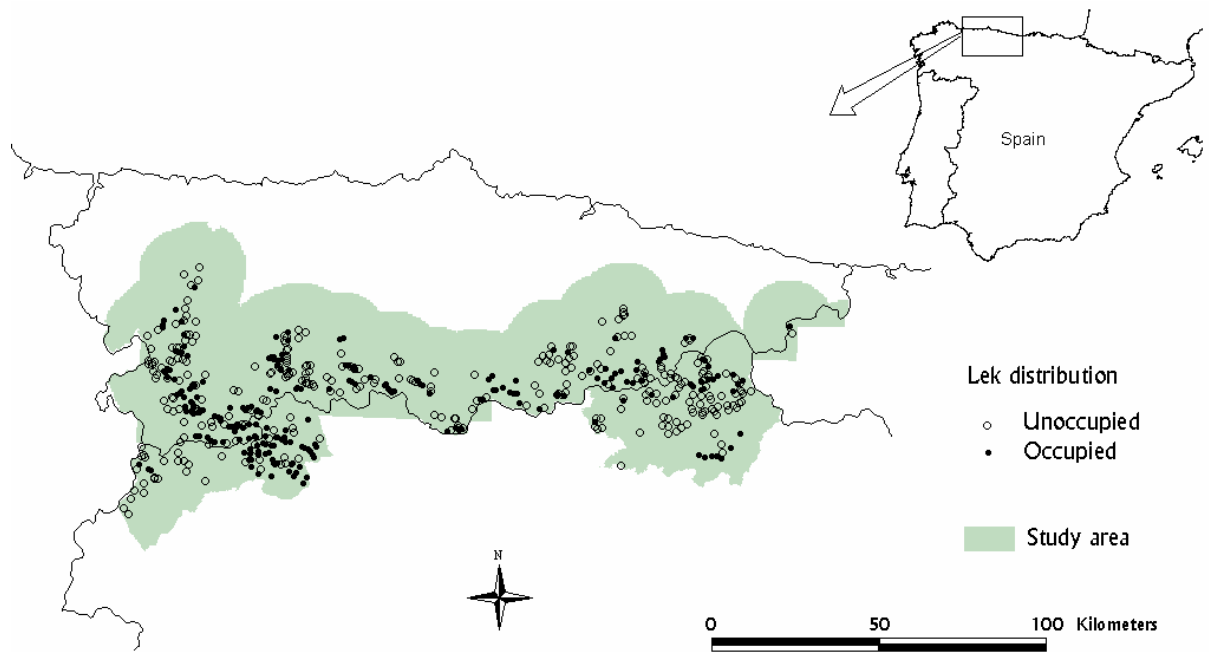 Spain
Lek distribution
Unoccupied
Occupied
Study area
N
0 50 100 Kilometers